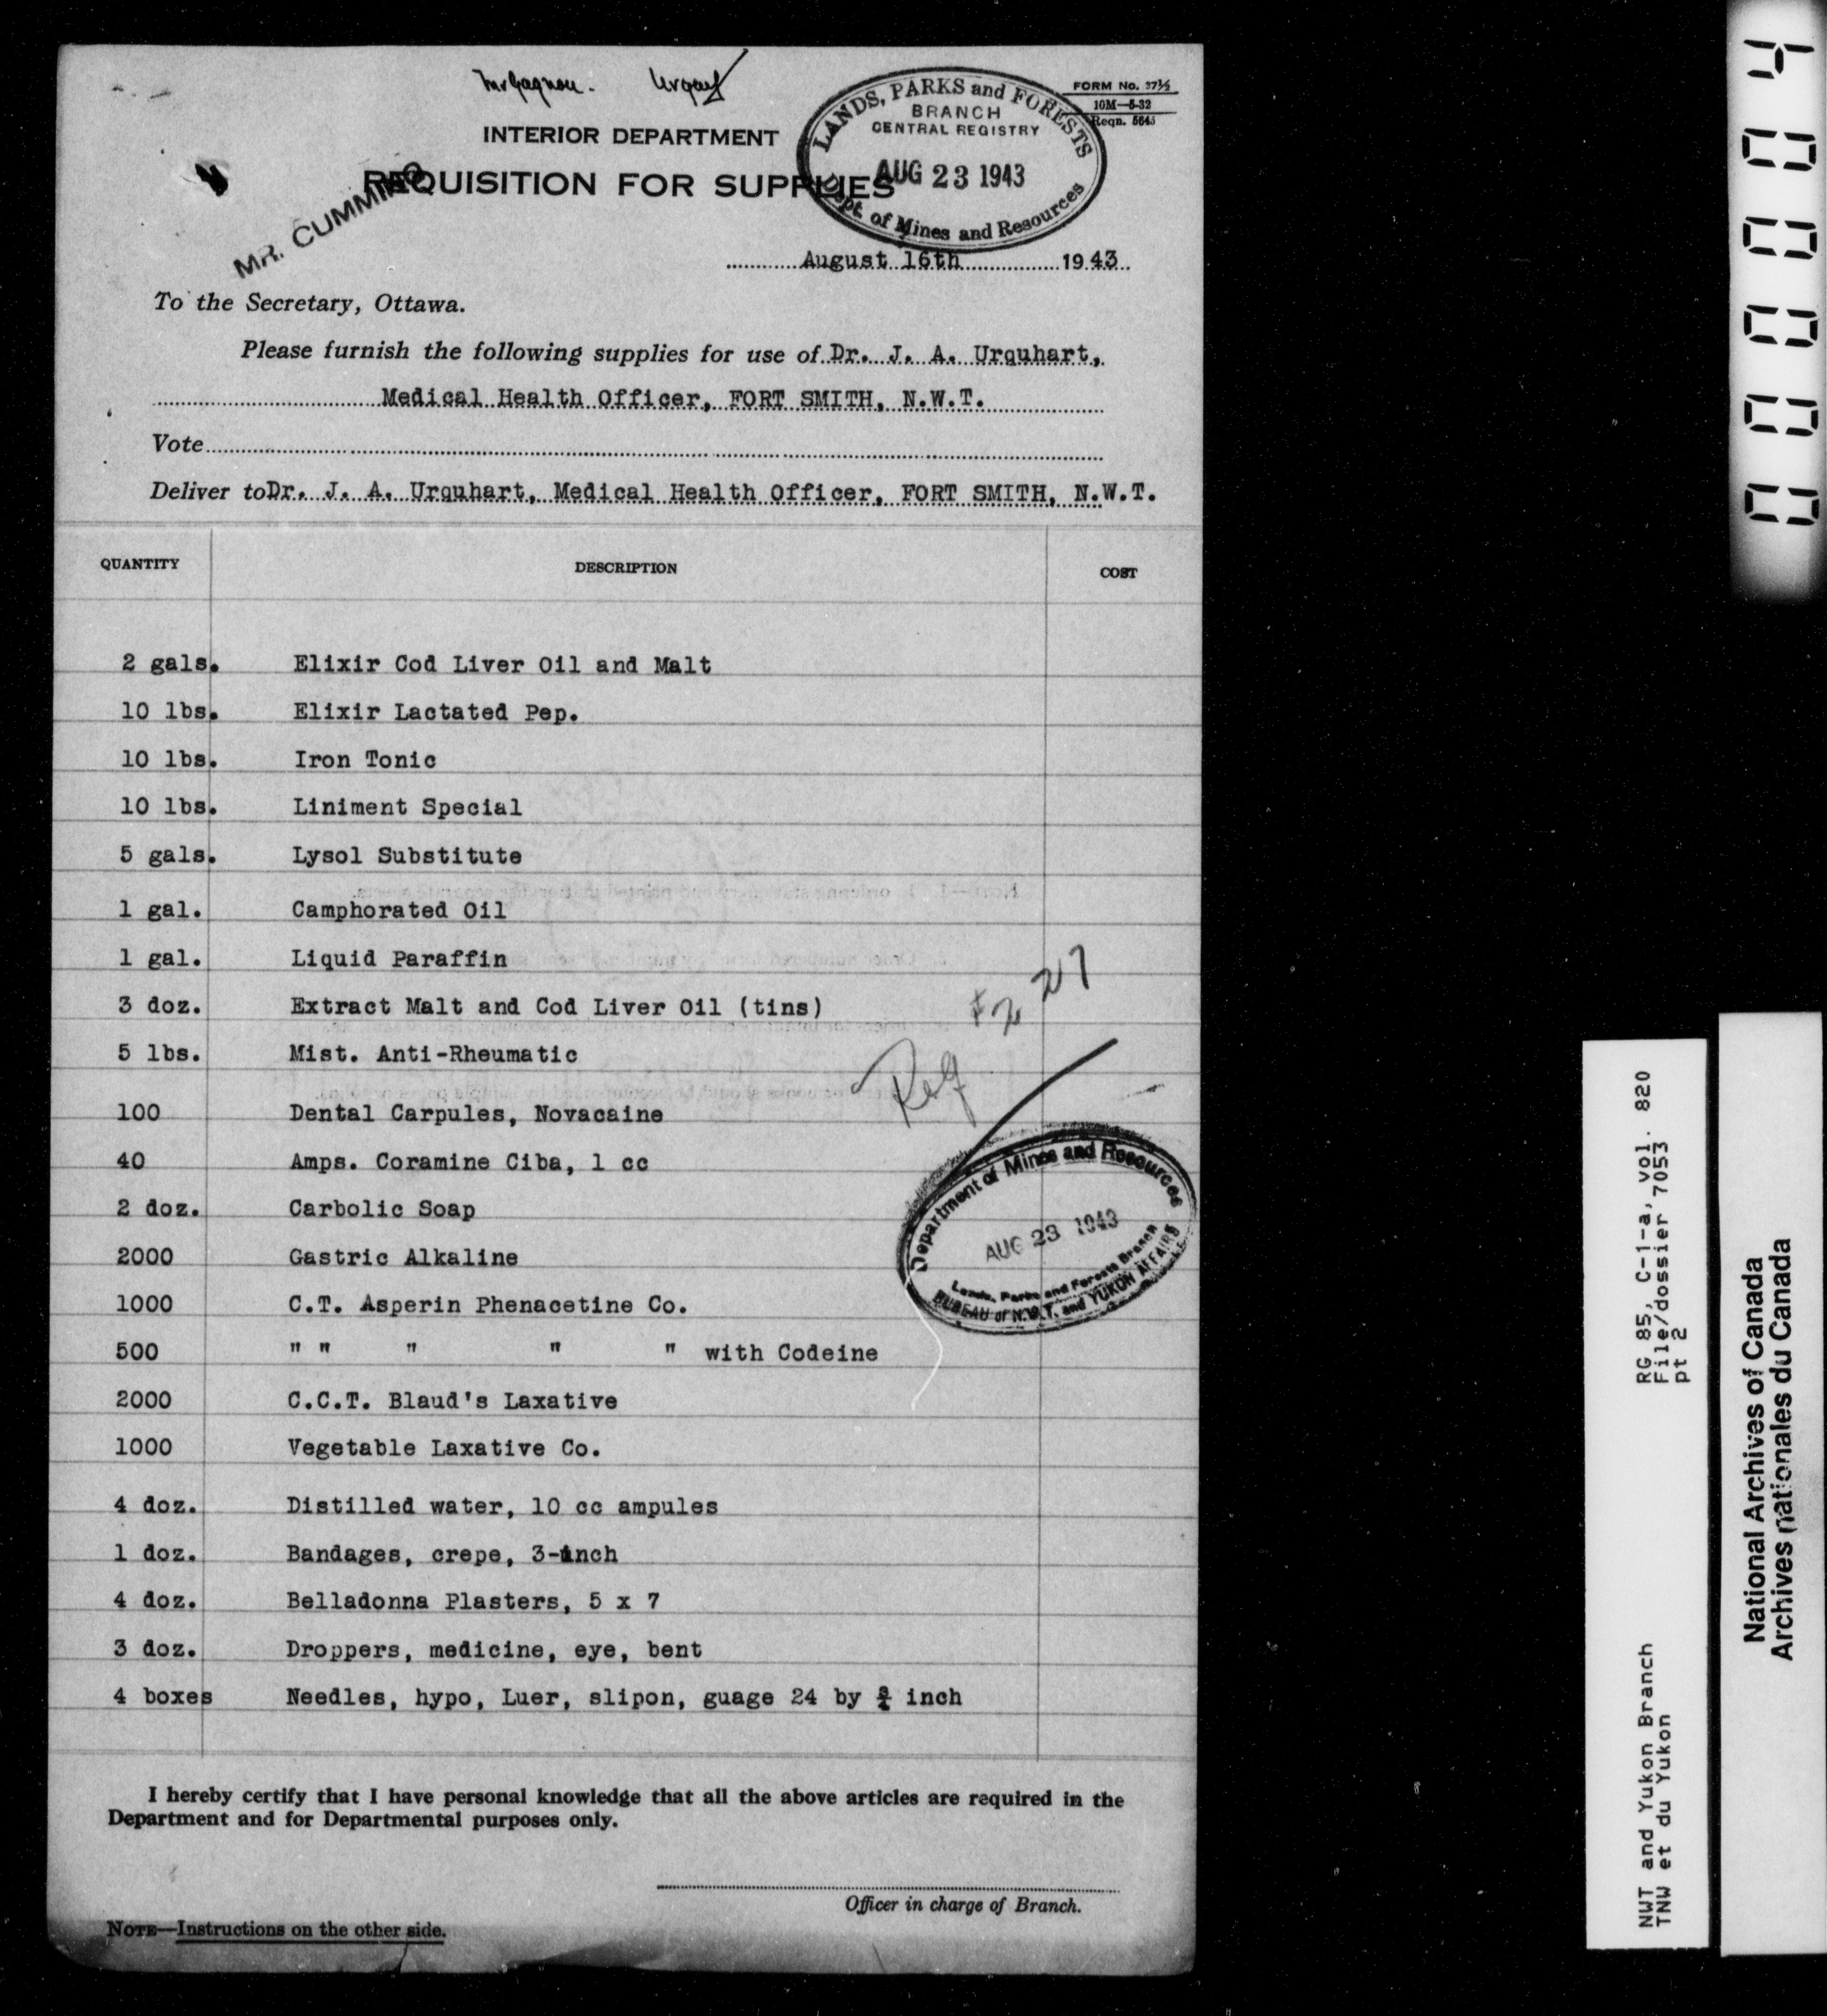 Mr Gagnon. Urgent
FORM No. 27½
10M—5-32
Reqn. 5645
LANDS, PARKS and FORESTS
BRANCH
CENTRAL REGISTRY
AUG 23 1943
Dept. of Mines and Resources
INTERIOR DEPARTMENT
REQUISITION FOR SUPPLIES
MR. CUMMING
August 16th 1943
To the Secretary, Ottawa.
Please furnish the following supplies for use of Dr. J. A. Urquhart,
Medical Health Officer, FORT SMITH, N.W.T.
Vote
Deliver to Dr. J. A. Urquhart, Medical Health Officer, FORT SMITH, N.W.T.
QUANTITY DESCRIPTION COST
2 gals. Elixir Cod Liver Oil and Malt
10 lbs. Elixir Lactated Pep.
10 lbs. Iron Tonic
10 lbs. Liniment Special
5 gals. Lysol Substitute
1 gal. Camphorated Oil
1 gal. Liquid Paraffin
3 doz. Extract Malt and Cod Liver Oil (tins)
5 lbs. Mist. Anti-Rheumatic
100 Dental Carpules, Novacaine
40 Amps. Coramine Ciba, 1 cc
2 doz. Carbolic Soap
2000 Gastric Alkaline
1000 C.T. Asperin Phenacetine Co.
500 " " " " " with Codeine
2000 C.C.T. Blaud's Laxative
1000 Vegetable Laxative Co.
4 doz. Distilled water, 10 cc ampules
1 doz. Bandages, crepe, 3-inch
4 doz. Belladonna Plasters, 5 x 7
3 doz. Droppers, medicine, eye, bent
4 boxes Needles, hypo, Luer, slipon, guage 24 by ¾ inch
Req
Department of Mines and Resources
AUG 23 1943
Lands, Parks and Forests Branch
BUREAU of N.W.T. and YUKON AFFAIRS
I hereby certify that I have personal knowledge that all the above articles are required in the
Department and for Departmental purposes only.
Officer in charge of Branch.
NOTE—Instructions on the other side.
000004
RG 85, C-1-a, vol. 820
File/dossier 7053
pt 2
NWT and Yukon Branch
TNW et du Yukon
National Archives of Canada
Archives nationales du Canada